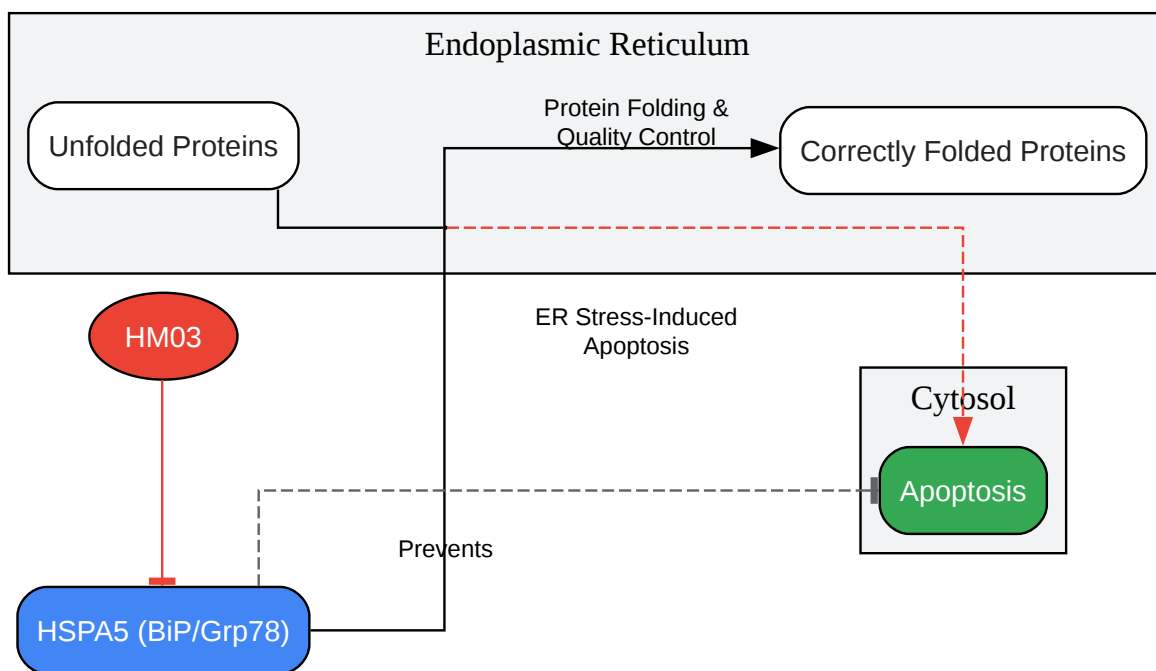 Endoplasmic Reticulum
Protein Folding &
Quality Control
Unfolded Proteins
Correctly Folded Proteins
HM03
ER Stress-Induced
Apoptosis
Cytosol
Apoptosis
Prevents
HSPA5 (BiP/Grp78)